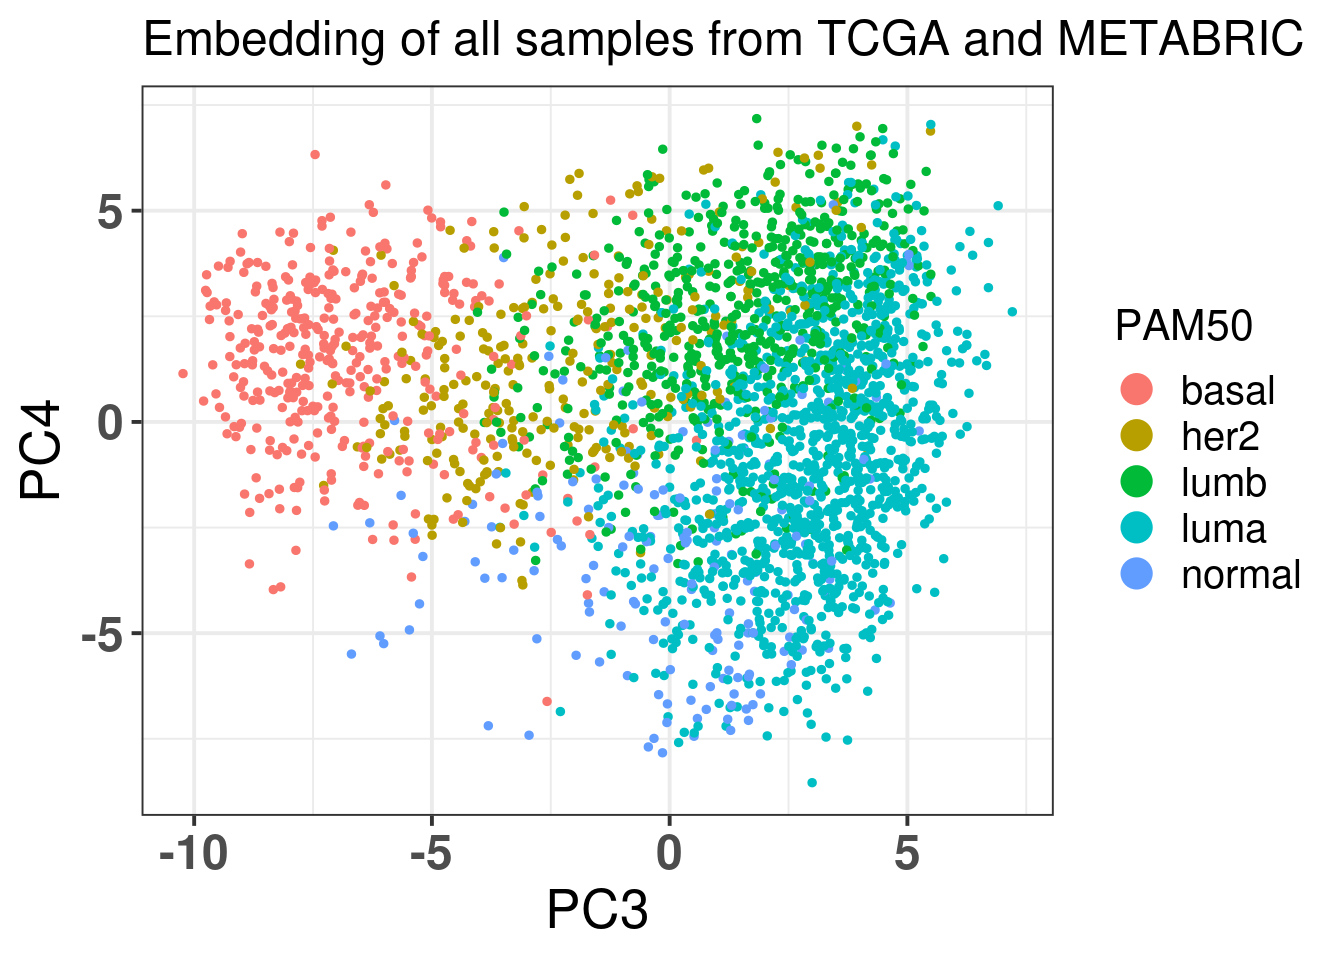 Embedding of all samples from TCGA and METABRIC
5
0
-5
PC4
-10
-5
0
5
PC3
PAM50
basal
her2
lumb
luma
normal